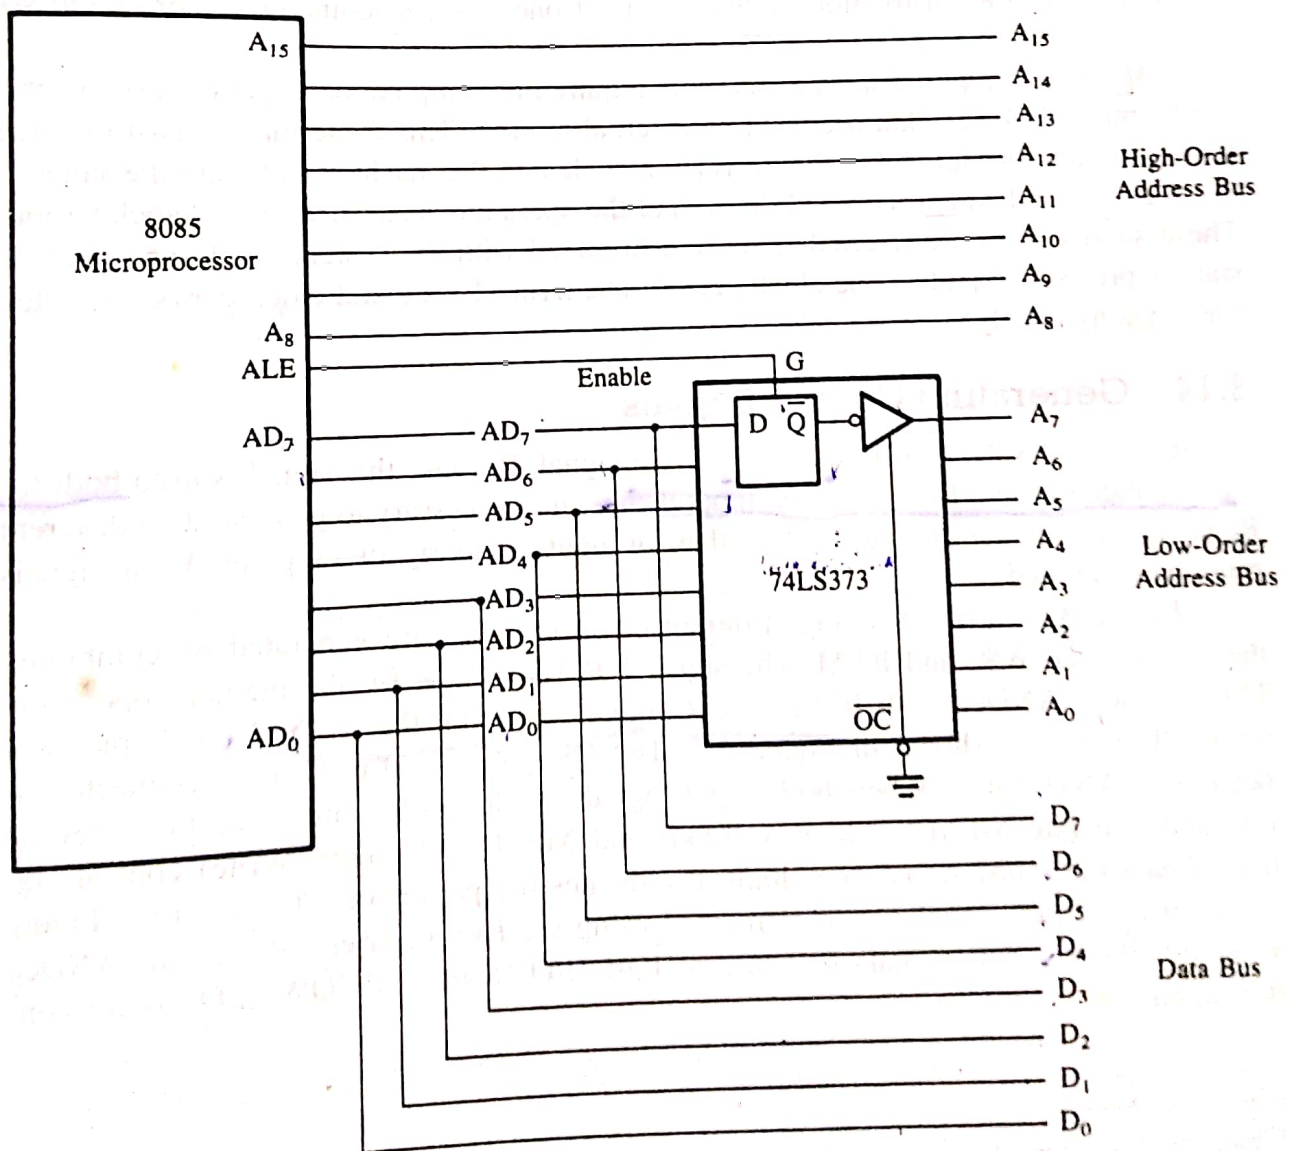 A₁₅ A₁₅
A₁₄
A₁₃
A₁₂
High-Order
Address Bus
A₁₁
8085
Microprocessor
A₁₀
A₉
A₈ A₈
ALE
Enable
G
AD₇ AD₇ D Q̅ A₇
AD₆ A₆
AD₅ A₅
AD₄ A₄
Low-Order
Address Bus
74LS373
AD₃ A₃
AD₂ A₂
AD₁ A₁
AD₀ AD₀ O̅C̅ A₀
D₇
D₆
D₅
D₄
Data Bus
D₃
D₂
D₁
D₀